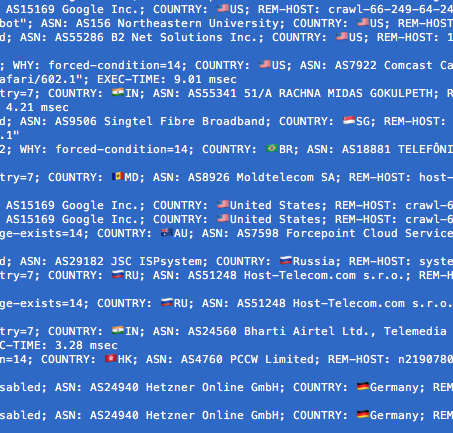 AS15169 Google Inc.; COUNTRY: 🇺🇸US; REM-HOST: crawl-66-249-64-24
bot"; ASN: AS156 Northeastern University; COUNTRY: 🇺🇸US; REM-HOST
d; ASN: AS55286 B2 Net Solutions Inc.; COUNTRY: 🇺🇸US; REM-HOST: 1
; WHY: forced-condition=14; COUNTRY: 🇺🇸US; ASN: AS7922 Comcast Ca
afari/602.1"; EXEC-TIME: 9.01 msec
try=7; COUNTRY: 🇮🇳IN; ASN: AS55341 51/A RACHNA MIDAS GOKULPETH; R
4.21 msec
d; ASN: AS9506 Singtel Fibre Broadband; COUNTRY: 🇸🇬SG; REM-HOST:
.1"
2; WHY: forced-condition=14; COUNTRY: 🇧🇷BR; ASN: AS18881 TELEFÔNI
try=7; COUNTRY: 🇲🇩MD; ASN: AS8926 Moldtelecom SA; REM-HOST: host-
AS15169 Google Inc.; COUNTRY: 🇺🇸United States; REM-HOST: crawl-6
AS15169 Google Inc.; COUNTRY: 🇺🇸United States; REM-HOST: crawl-6
ge-exists=14; COUNTRY: 🇦🇺AU; ASN: AS7598 Forcepoint Cloud Service
d; ASN: AS29182 JSC ISPsystem; COUNTRY: 🇷🇺Russia; REM-HOST: syste
try=7; COUNTRY: 🇷🇺RU; ASN: AS51248 Host-Telecom.com s.r.o.; REM-H
ge-exists=14; COUNTRY: 🇷🇺RU; ASN: AS51248 Host-Telecom.com s.r.o.
try=7; COUNTRY: 🇮🇳IN; ASN: AS24560 Bharti Airtel Ltd., Telemedia
C-TIME: 3.28 msec
n=14; COUNTRY: 🇭🇰HK; ASN: AS4760 PCCW Limited; REM-HOST: n2190780
sabled; ASN: AS24940 Hetzner Online GmbH; COUNTRY: 🇩🇪Germany; REM
sabled; ASN: AS24940 Hetzner Online GmbH; COUNTRY: 🇩🇪Germany; REM